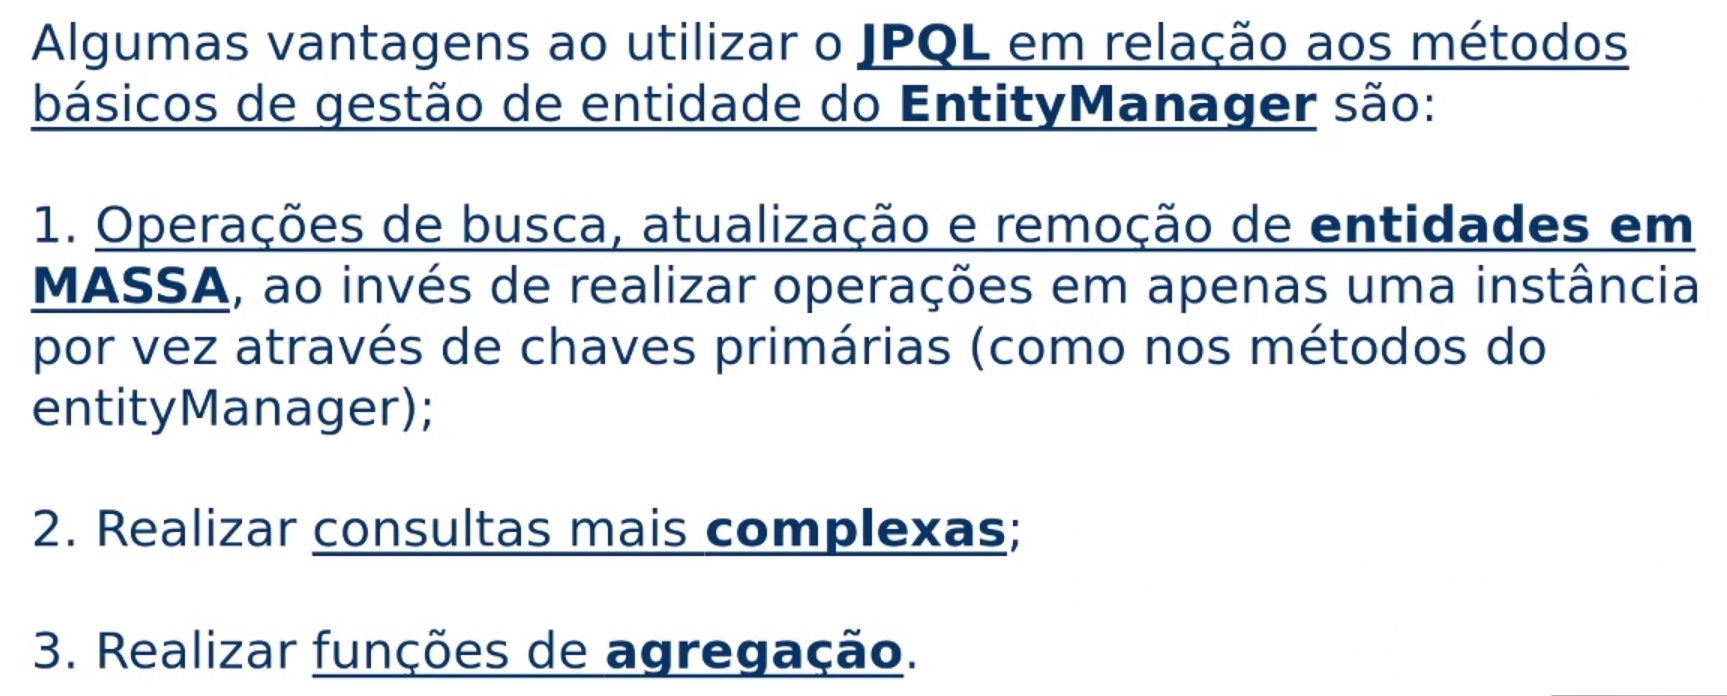 Algumas vantagens ao utilizar o JPQL em relação aos métodos
básicos de gestão de entidade do EntityManager são:
1. Operações de busca, atualização e remoção de entidades em
MASSA, ao invés de realizar operações em apenas uma instância
por vez através de chaves primárias (como nos métodos do
entityManager);
2. Realizar consultas mais complexas;
3. Realizar funções de agregação.